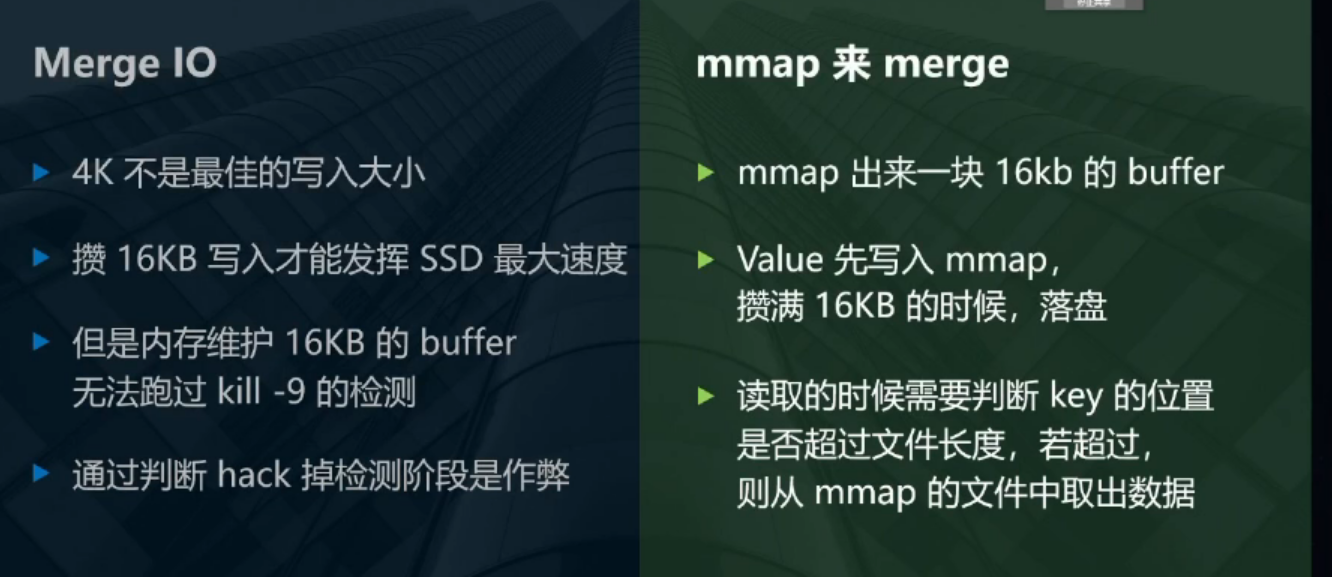 Merge IO
4K 不是最佳的写入大小
攒 16KB 写入才能发挥 SSD 最大速度
但是内存维护 16KB 的 buffer
无法跑过 kill -9 的检测
通过判断 hack 掉检测阶段是作弊
mmap 来 merge
mmap 出来一块 16kb 的 buffer
Value 先写入 mmap，
攒满 16KB 的时候，落盘
读取的时候需要判断 key 的位置
是否超过文件长度，若超过，
则从 mmap 的文件中取出数据